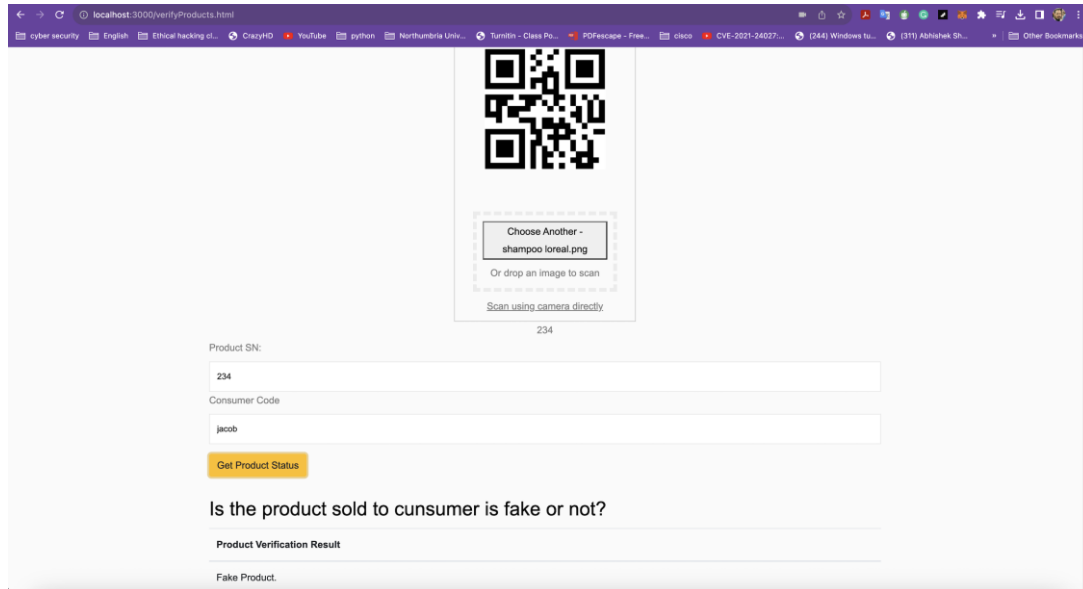 localhost:3000/verifyProducts.html
cyber security English Ethical hacking cl... CrazyHD YouTube python Northumbria Univ... Turnitin - Class Po... PDFescape - Free... cisco CVE-2021-24027:... (244) Windows tu... (311) Abhishek Sh... » Other Bookmarks
Choose Another -
shampoo loreal.png
Or drop an image to scan
Scan using camera directly
234
Product SN:
234
Consumer Code
jacob
Get Product Status
Is the product sold to cunsumer is fake or not?
Product Verification Result
Fake Product.